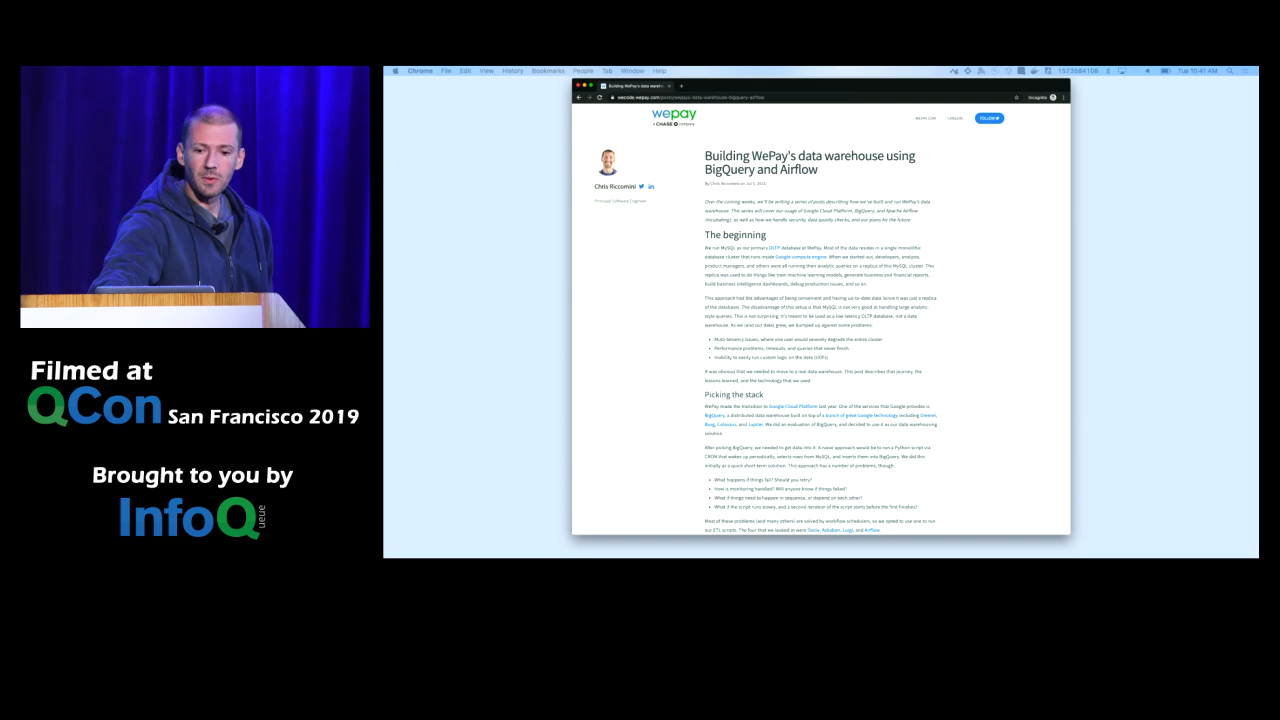 Chrome File Edit View History Bookmarks People Tab Window Help
1573584106
Tue 10:41 AM
Building WePay's data wareho
wecode.wepay.com/posts/wepays-data-warehouse-bigquery-airflow
Incognito
wepay
a CHASE company
WEPAY.COM
CAREERS
FOLLOW
Chris Riccomini
Principal Software Engineer
Building WePay's data warehouse using
BigQuery and Airflow
By Chris Riccomini on Jul 5, 2016
Over the coming weeks, we'll be writing a series of posts describing how we've built and run WePay's data
warehouse. This series will cover our usage of Google Cloud Platform, BigQuery, and Apache Airflow
(incubating), as well as how we handle security, data quality checks, and our plans for the future.
The beginning
We run MySQL as our primary OLTP database at WePay. Most of the data resides in a single monolithic
database cluster that runs inside Google compute engine. When we started out, developers, analysts,
product managers, and others were all running their analytic queries on a replica of this MySQL cluster. This
replica was used to do things like train machine learning models, generate business and financial reports,
build business intelligence dashboards, debug production issues, and so on.
This approach had the advantages of being convenient and having up-to-date data (since it was just a replica
of the database). The disadvantage of this setup is that MySQL is not very good at handling large analytic
style queries. This is not surprising. It's meant to be used as a low latency OLTP database, not a data
warehouse. As we (and our data) grew, we bumped up against some problems:
• Multi-tenancy issues, where one user would severely degrade the entire cluster
• Performance problems, timeouts, and queries that never finish
• Inability to easily run custom logic on the data (UDFs)
It was obvious that we needed to move to a real data warehouse. This post describes that journey, the
lessons learned, and the technology that we used.
Picking the stack
WePay made the transition to Google Cloud Platform last year. One of the services that Google provides is
BigQuery, a distributed data warehouse built on top of a bunch of great Google technology including Dremel,
Borg, Colossus, and Jupiter. We did an evaluation of BigQuery, and decided to use it as our data warehousing
solution.
After picking BigQuery, we needed to get data into it. A naive approach would be to run a Python script via
CRON that wakes up periodically, selects rows from MySQL, and inserts them into BigQuery. We did this
initially as a quick short-term solution. This approach has a number of problems, though:
• What happens if things fail? Should you retry?
• How is monitoring handled? Will anyone know if things failed?
• What if things need to happen in sequence, or depend on each other?
• What if the script runs slowly, and a second iteration of the script starts before the first finishes?
Most of these problems (and many others) are solved by workflow schedulers, so we opted to use one to run
our ETL scripts. The four that we looked at were Oozie, Azkaban, Luigi, and Airflow.
Filmed at
QCon San Francisco 2019
Brought to you by
InfoQ
ueue